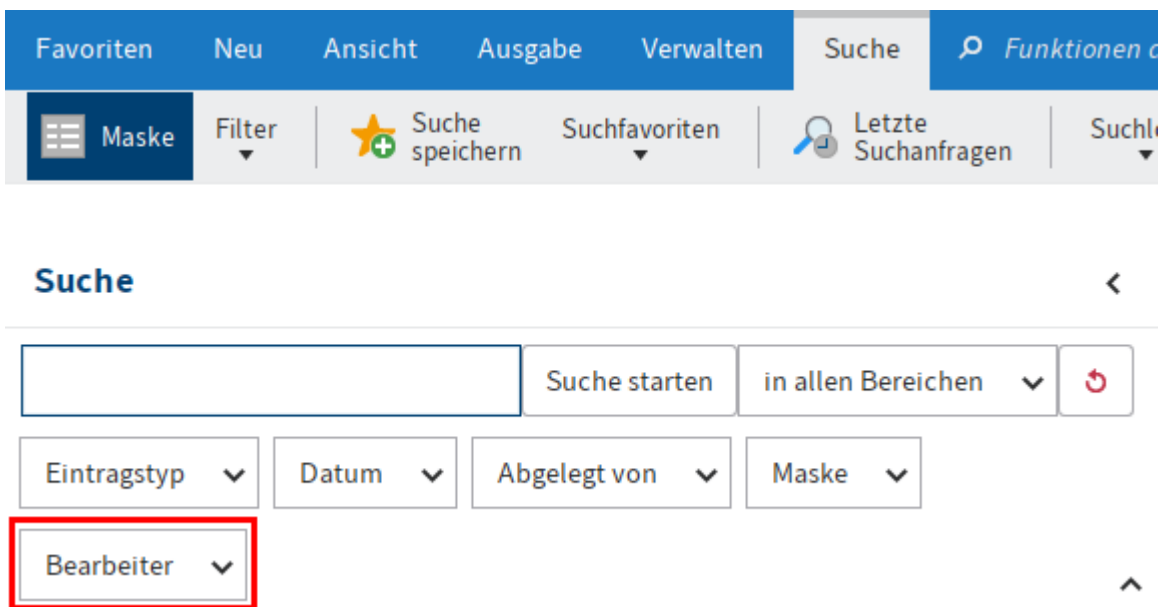 Favoriten Neu Ansicht Ausgabe Verwalten Suche Funktionen
Maske Filter Suche speichern Suchfavoriten Letzte Suchanfragen
Suche
Suche starten in allen Bereichen
Eintragstyp Datum Abgelegt von Maske
Bearbeiter